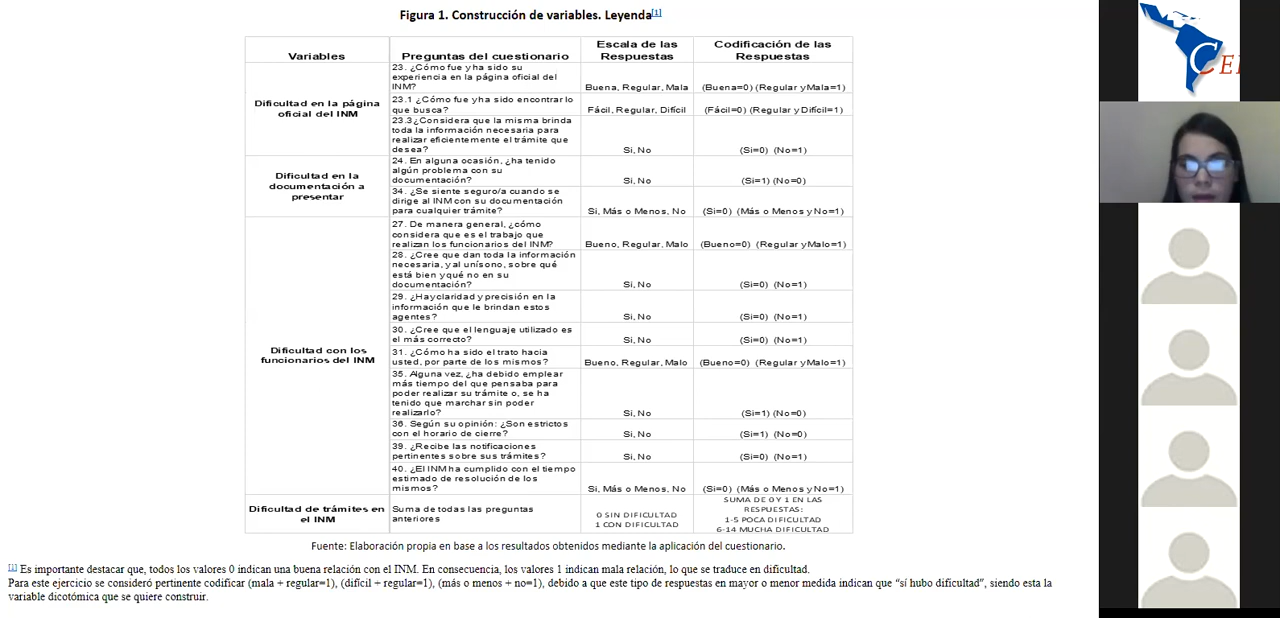 Figura 1. Construcción de variables. Leyenda[1]
Variables
Preguntas del cuestionario
Escala de las
Respuestas
Codificación de las
Respuestas
Dificultad en la página
oficial del INM
23. ¿Cómo fue y ha sido su
experiencia en la página oficial del
INM?
Buena, Regular, Mala
(Buena=0) (Regular y Mala=1)
23.1 ¿Cómo fue y ha sido encontrar lo
que busca?
Fácil, Regular, Difícil
(Fácil=0) (Regular y Difícil=1)
23.3 ¿Considera que la misma brinda
toda la información necesaria para
realizar eficientemente el trámite que
desea?
Si, No
(Si=0) (No=1)
Dificultad en la
documentación a
presentar
24. En alguna ocasión, ¿ha tenido
algún problema con su
documentación?
Si, No
(Si=1) (No=0)
34. ¿Se siente seguro/a cuando se
dirige al INM con su documentación
para cualquier trámite?
Si, Más o Menos, No
(Si=0) (Más o Menos y No=1)
Dificultad con los
funcionarios del INM
27. De manera general, ¿cómo
considera que es el trabajo que
realizan los funcionarios del INM?
Bueno, Regular, Malo
(Bueno=0) (Regular y Malo=1)
28. ¿Cree que dan toda la información
necesaria, y al unísono, sobre qué
está bien y qué no en su
documentación?
Si, No
(Si=0) (No=1)
29. ¿Hay claridad y precisión en la
información que le brindan estos
agentes?
Si, No
(Si=0) (No=1)
30. ¿Cree que el lenguaje utilizado es
el más correcto?
Si, No
(Si=0) (No=1)
31. ¿Cómo ha sido el trato hacia
usted, por parte de los mismos?
Bueno, Regular, Malo
(Bueno=0) (Regular y Malo=1)
35. Alguna vez, ¿ha debido emplear
más tiempo del que pensaba para
poder realizar su trámite o, se ha
tenido que marchar sin poder
realizarlo?
Si, No
(Si=1) (No=0)
36. Según su opinión: ¿Son estrictos
con el horario de cierre?
Si, No
(Si=1) (No=0)
39. ¿Recibe las notificaciones
pertinentes sobre sus trámites?
Si, No
(Si=0) (No=1)
40. ¿El INM ha cumplido con el tiempo
estimado de resolución de los
mismos?
Si, Más o Menos, No
(Si=0) (Más o Menos y No=1)
Dificultad de trámites en
el INM
Suma de todas las preguntas
anteriores
0 SIN DIFICULTAD
1 CON DIFICULTAD
SUMA DE 0 Y 1 EN LAS
RESPUESTAS:
1-5 POCA DIFICULTAD
6-14 MUCHA DIFICULTAD
Fuente: Elaboración propia en base a los resultados obtenidos mediante la aplicación del cuestionario.
[1] Es importante destacar que, todos los valores 0 indican una buena relación con el INM. En consecuencia, los valores 1 indican mala relación, lo que se traduce en dificultad.
Para este ejercicio se consideró pertinente codificar (mala + regular=1), (difícil + regular=1), (más o menos + no=1), debido a que este tipo de respuestas en mayor o menor medida indican que “sí hubo dificultad”, siendo esta la
variable dicotómica que se quiere construir.